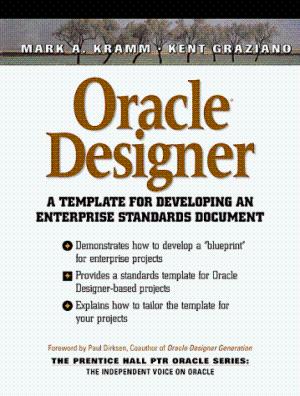 MARK A. KRAMM • KENT GRAZIANO
Oracle®
Designer
A TEMPLATE FOR DEVELOPING AN
ENTERPRISE STANDARDS DOCUMENT
Demonstrates how to develop a "blueprint"
for enterprise projects
Provides a standards template for Oracle
Designer-based projects
Explains how to tailor the template for
your projects
Foreword by Paul Dirksen, Coauthor of Oracle Designer Generation
THE PRENTICE HALL PTR ORACLE SERIES:
THE INDEPENDENT VOICE ON ORACLE